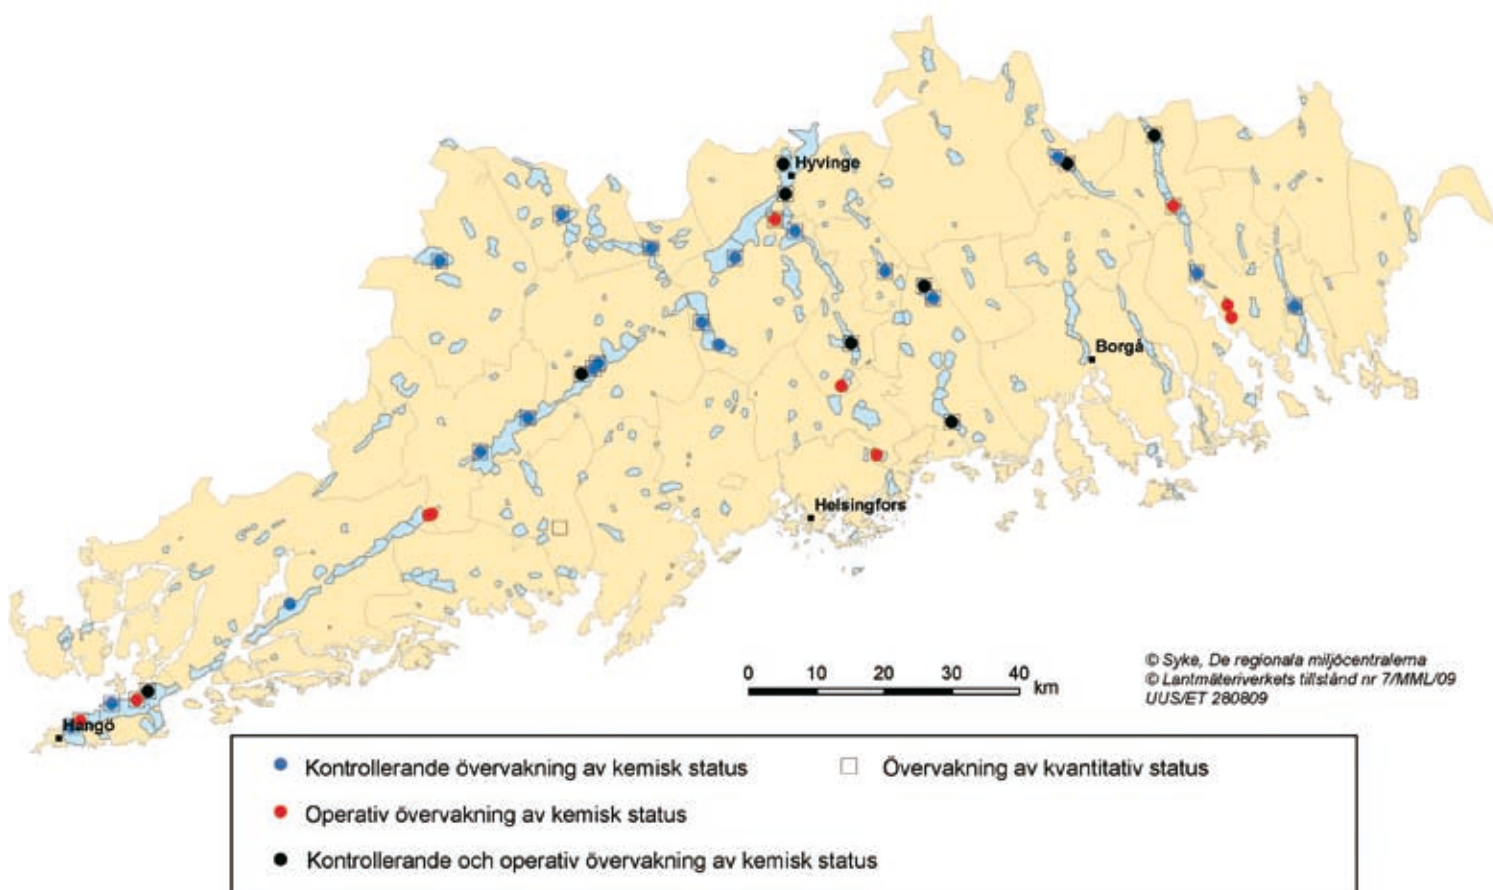 Hyvinge
Borgå
Helsingfors
Hangö
0 10 20 30 40
km
© Syke, De regionala miljöcentralerna
© Lantmäteriverkets tillstånd nr 7/MML/09
UUS/ET 280809
Kontrollerande övervakning av kemisk status
Övervakning av kvantitativ status
Operativ övervakning av kemisk status
Kontrollerande och operativ övervakning av kemisk status